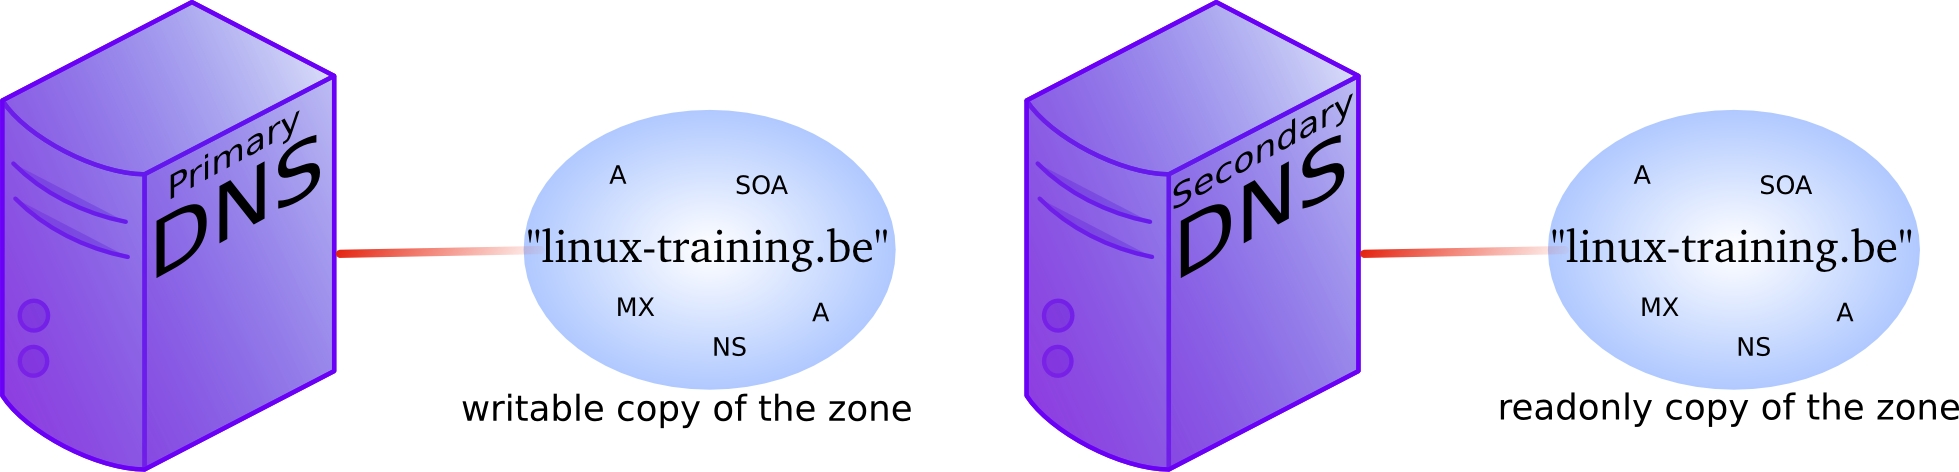 Primary
DNS
A
SOA
"linux-training.be"
MX
A
NS
writable copy of the zone
Secondary
DNS
A
SOA
"linux-training.be"
MX
A
NS
readonly copy of the zone